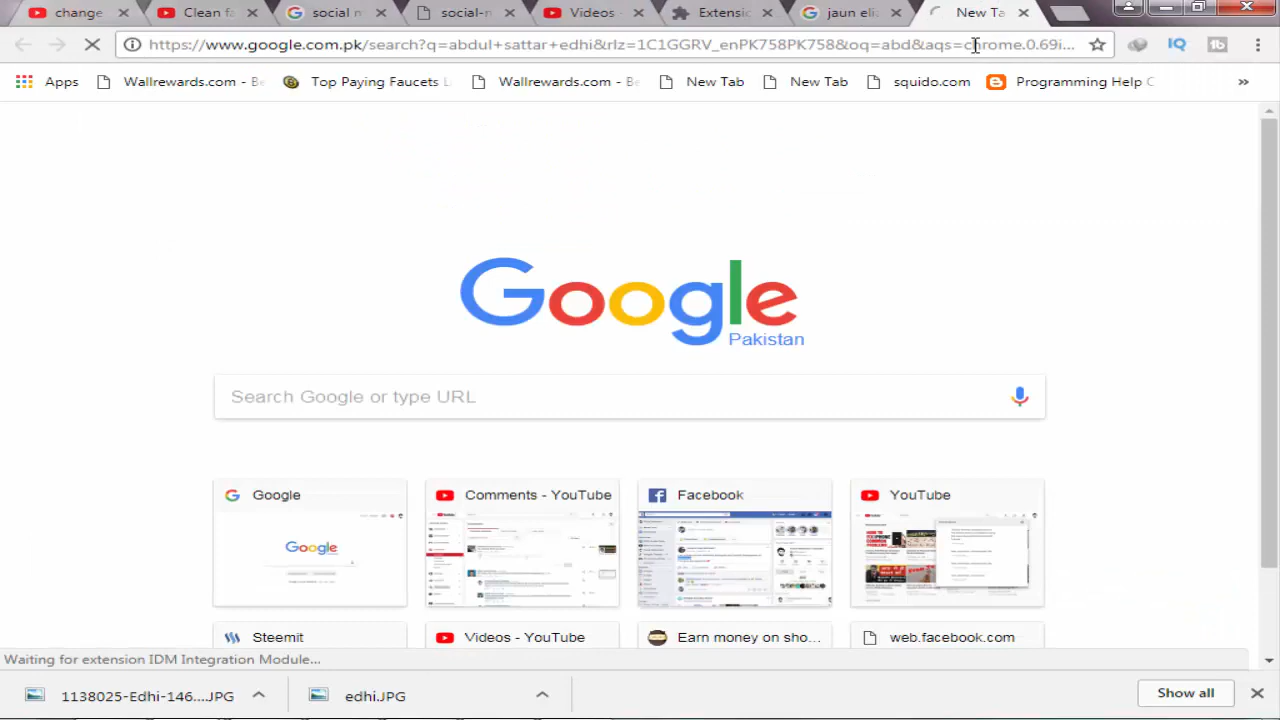 change
Clean fa
social m
social-m
Videos -
Extensio
jaun elia
New Ta
https://www.google.com.pk/search?q=abdul+sattar+edhi&rlz=1C1GGRV_enPK758PK758&oq=abd&aqs=chrome.0.69i...
IQ
Apps
Wallrewards.com - Be
Top Paying Faucets L
Wallrewards.com - Be
New Tab
New Tab
squido.com
Programming Help C
»
Google
Pakistan
Search Google or type URL
Google
Comments - YouTube
Facebook
YouTube
Steemit
Videos - YouTube
Earn money on sho...
web.facebook.com
Waiting for extension IDM Integration Module...
1138025-Edhi-146....JPG
edhi.JPG
Show all